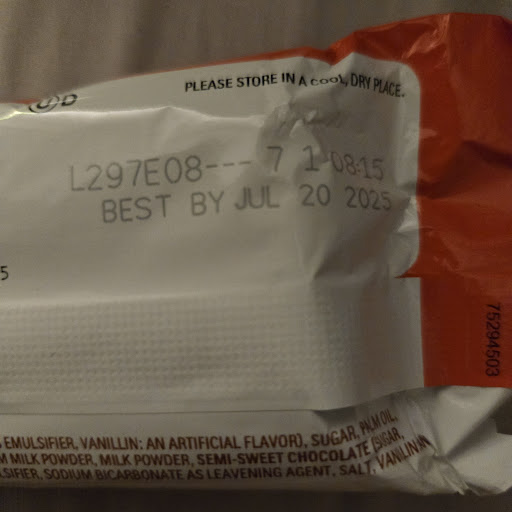 D
PLEASE STORE IN A COOL, DRY PLACE.
L297E08--- 7 1 08:15
BEST BY JUL 20 2025
5
75294503
EMULSIFIER, VANILLIN: AN ARTIFICIAL FLAVOR), SUGAR, PALM OIL,
MILK POWDER, MILK POWDER, SEMI-SWEET CHOCOLATE (SUGAR,
SODIUM BICARBONATE AS LEAVENING AGENT, SALT, VANILIN